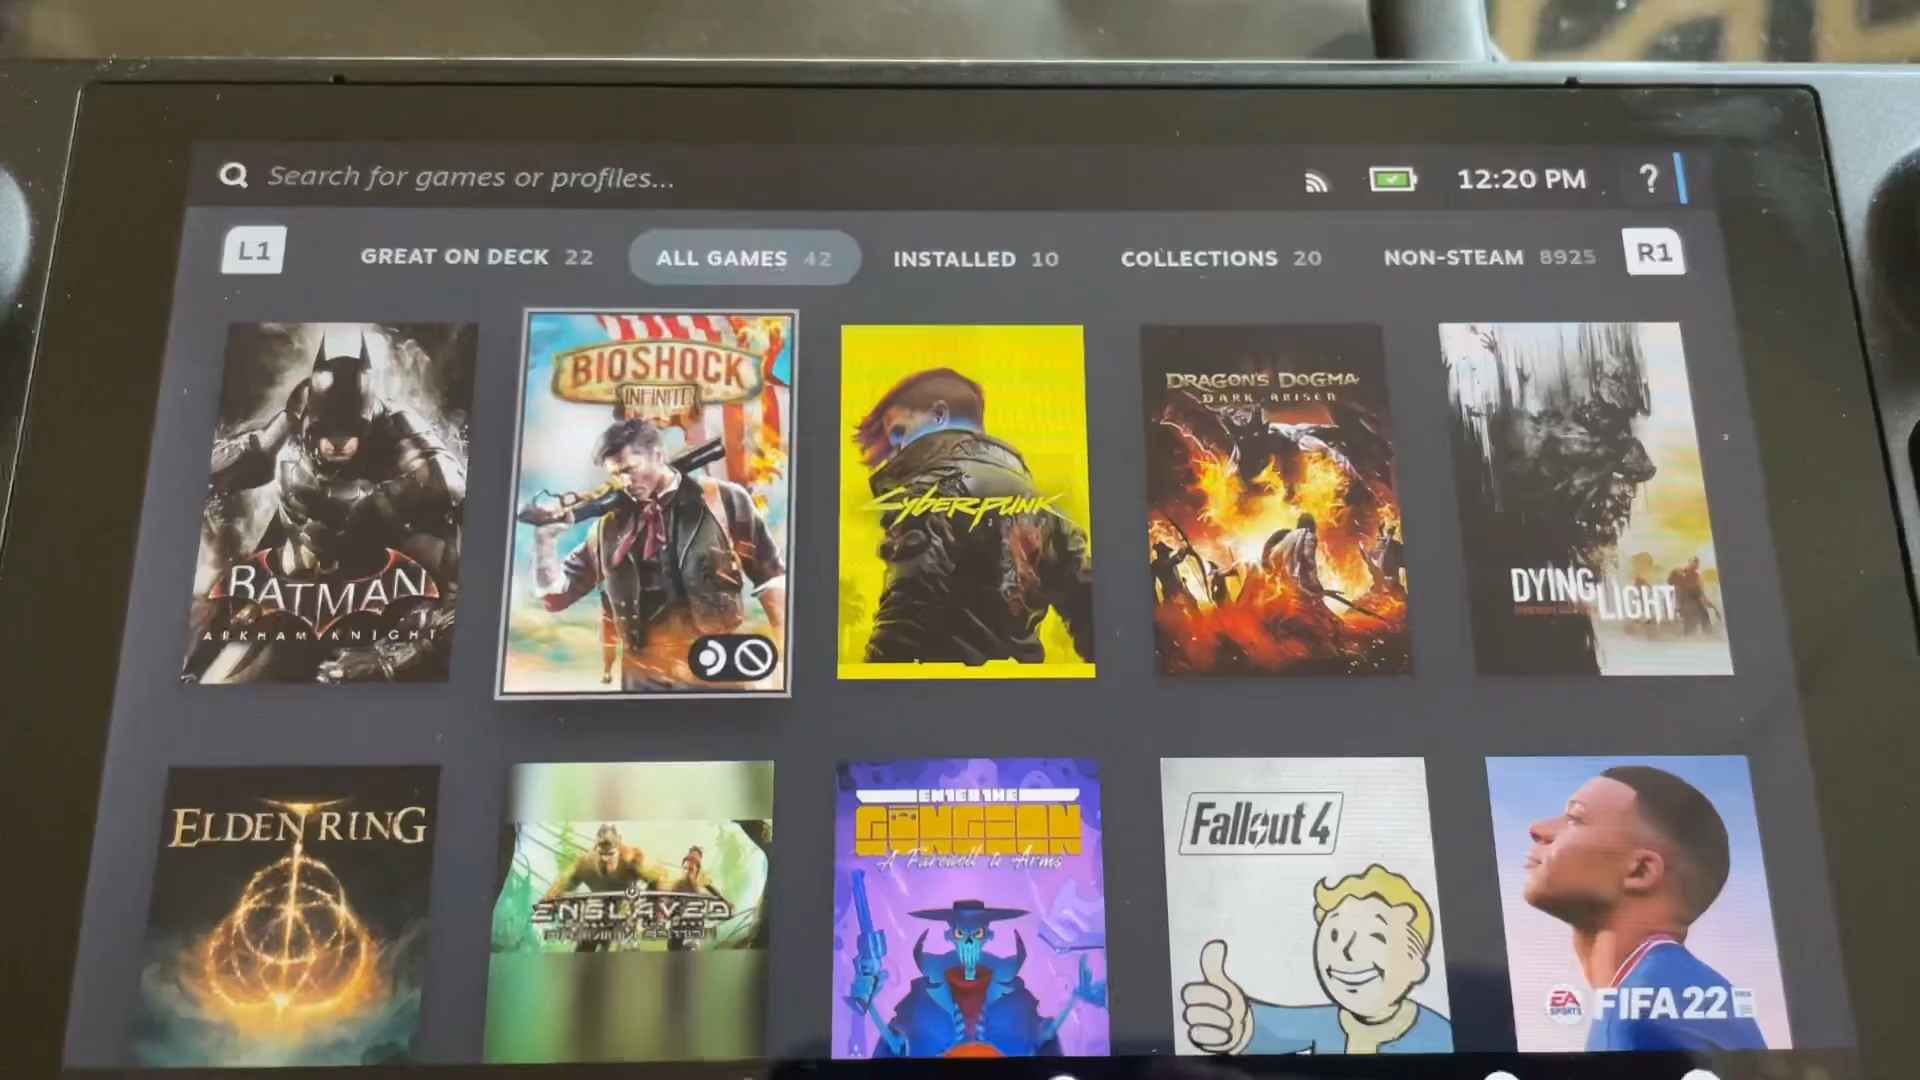 Search for games or profiles...
12:20 PM
?
L1
GREAT ON DECK 22
ALL GAMES 42
INSTALLED 10
COLLECTIONS 20
NON-STEAM 8925
R1
BATMAN
ARKHAM KNIGHT
BIOSHOCK
INFINITE
CYBERPUNK
DRAGON'S DOGMA
DARK ARISEN
DYING
LIGHT
ELDEN RING
ENSLAVED
ENTER THE
GUNGEON
A Farewell to Arms
Fallout 4
EA
SPORTS
FIFA 22